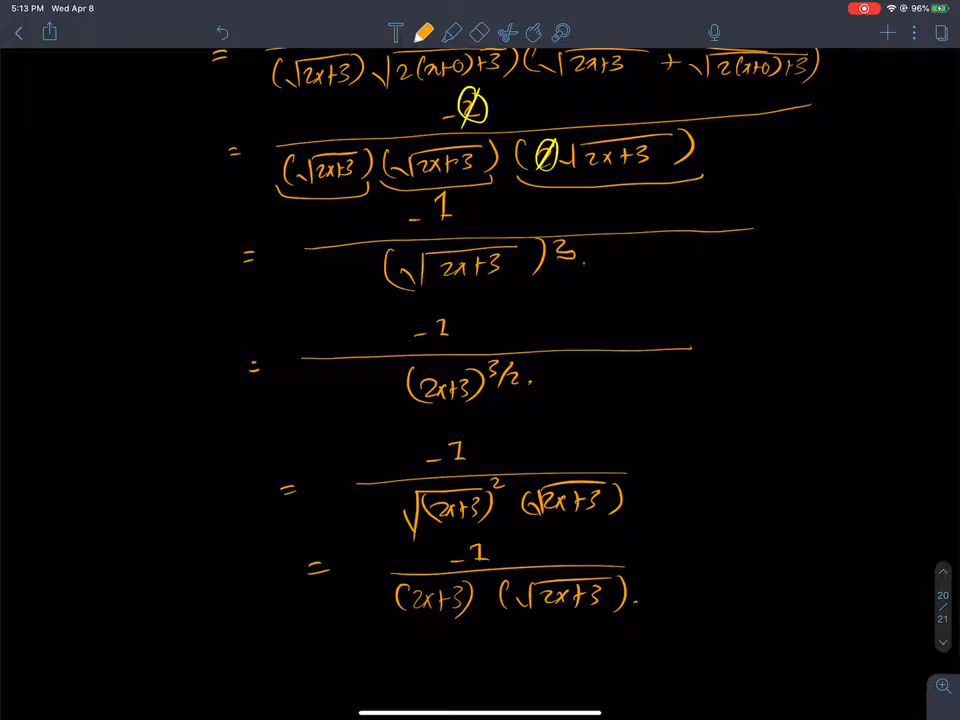 5:13 PM Wed Apr 8
96%
= (√2x+3) √2(x+0)+3)(√2x+3 + √2(x+0)+3)
-2
= (√2x+3) (√2x+3) (2√2x+3)
-1
= (√2x+3)3.
-1
= (2x+3)3/2.
-1
= √(2x+3)2 (√2x+3)
-1
= (2x+3) (√2x+3).
20
/
21